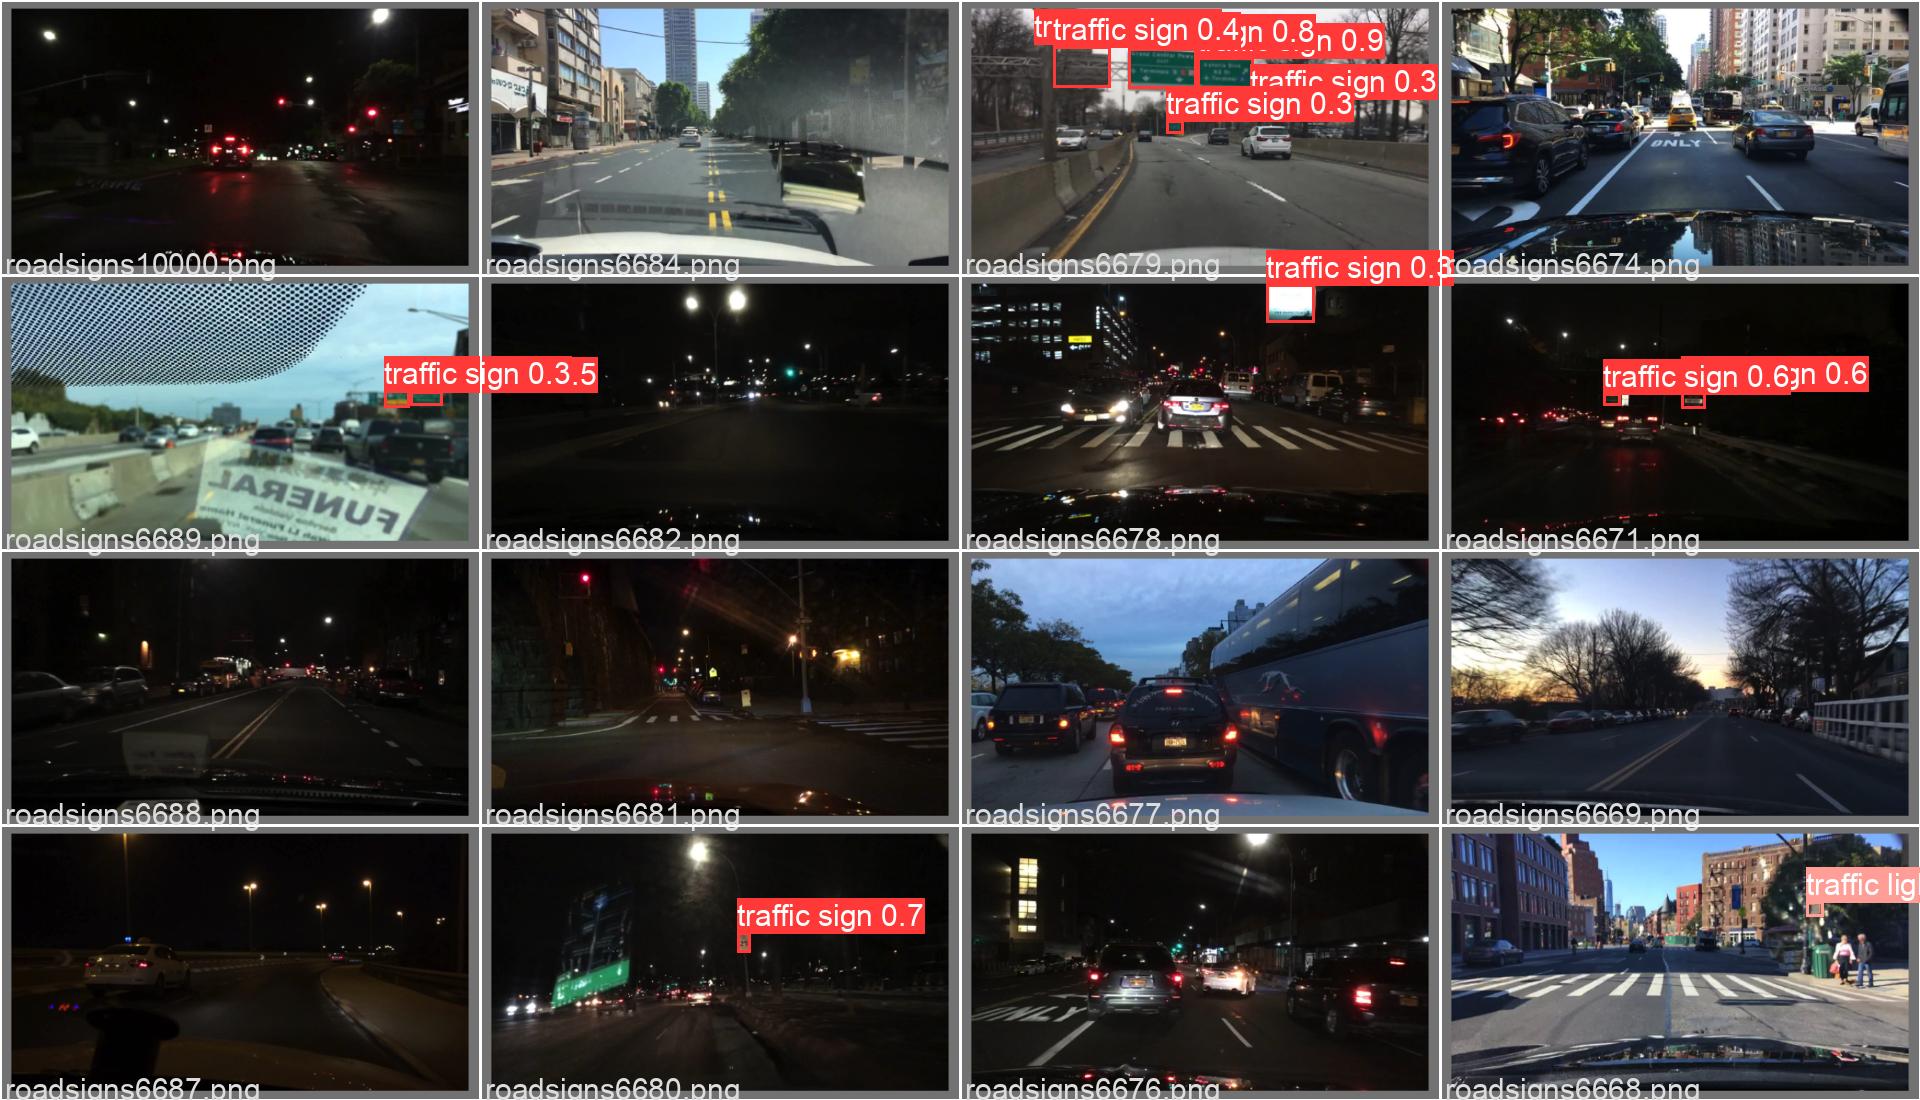 roadsigns10000.png
roadsigns6684.png
traffic sign 0.4
gn 0.8
n 0.9
traffic sign 0.3
traffic sign 0.3
roadsigns6679.png
ONLY
roadsigns6674.png
traffic sign 0.3
.5
FUNERAL
roadsigns6689.png
roadsigns6682.png
traffic sign 0.3
roadsigns6678.png
traffic sign 0.6
gn 0.6
roadsigns6671.png
roadsigns6688.png
roadsigns6681.png
roadsigns6677.png
roadsigns6669.png
roadsigns6687.png
traffic sign 0.7
roadsigns6680.png
ONLY
roadsigns6676.png
traffic lig
roadsigns6668.png